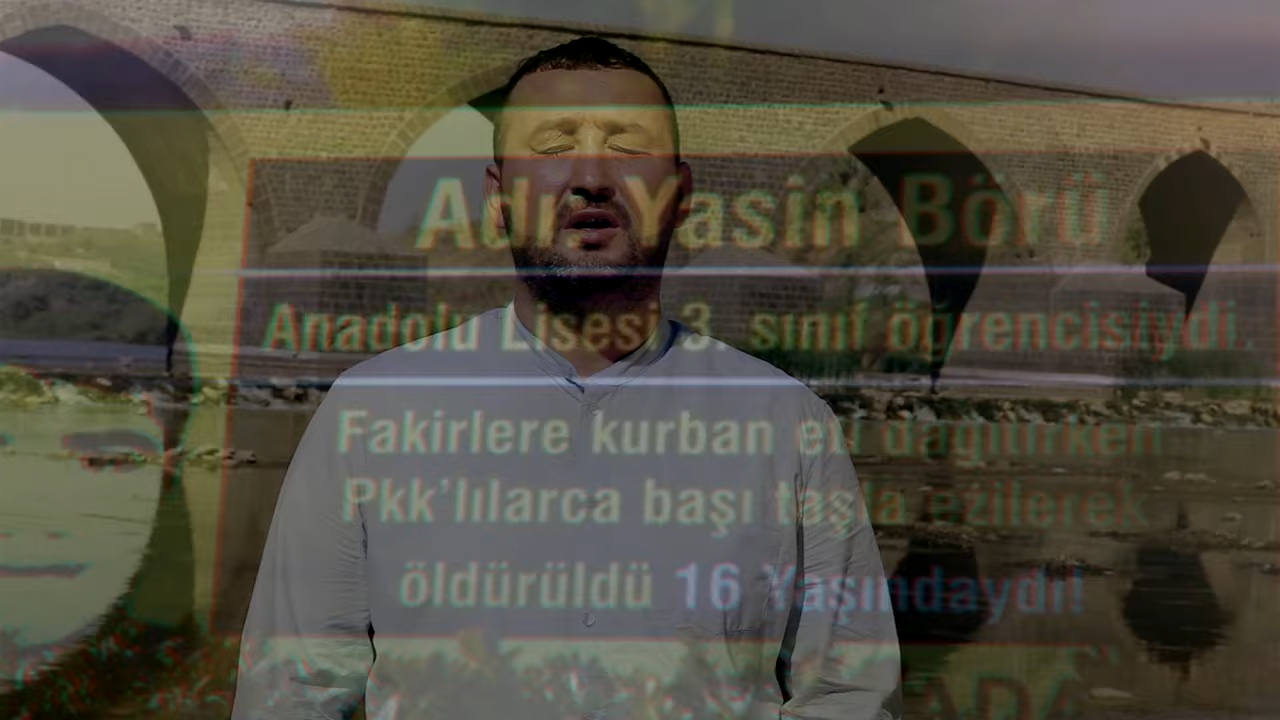 Adı Yasin Börü
Anadolu Lisesi 3. sınıf öğrencisiydi.
Fakirlere kurban eti dağıtırken
Pkk'lılarca başı taşla ezilerek
öldürüldü 16 Yaşındaydı!